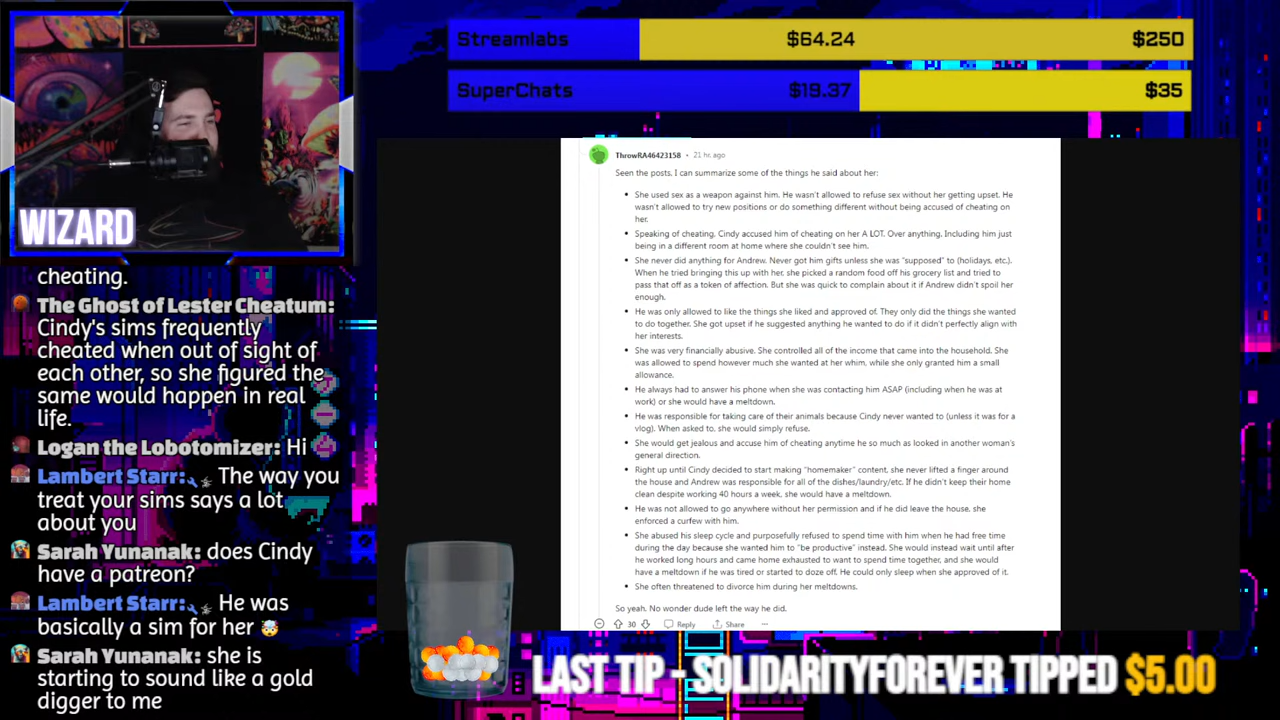 Streamlabs $64.24 $250
SuperChats $19.37 $35
WIZARD
cheating.
The Ghost of Lester Cheatum:
Cindy's sims frequently
cheated when out of sight of
each other, so she figured the
same would happen in real
life.
Logan the Lobotomizer: Hi
Lambert Starr: The way you
treat your sims says a lot
about you
Sarah Yunanak: does Cindy
have a patreon?
Lambert Starr: He was
basically a sim for her 🤯
Sarah Yunanak: she is
starting to sound like a gold
digger to me
ThrowRA46423158 • 21 hr. ago
Seen the posts. I can summarize some of the things he said about her:
• She used sex as a weapon against him. He wasn't allowed to refuse sex without her getting upset. He
wasn't allowed to try new positions or do something different without being accused of cheating on
her.
• Speaking of cheating, Cindy accused him of cheating on her A LOT. Over anything. Including him just
being in a different room at home where she couldn't see him.
• She never did anything for Andrew. Never got him gifts unless she was "supposed" to (holidays, etc.).
When he tried bringing this up with her, she picked a random food off his grocery list and tried to
pass that off as a token of affection. But she was quick to complain about it if Andrew didn't spoil her
enough.
• He was only allowed to like the things she liked and approved of. They only did the things she wanted
to do together. She got upset if he suggested anything he wanted to do if it didn't perfectly align with
her interests.
• She was very financially abusive. She controlled all of the income that came into the household. She
was allowed to spend however much she wanted at her whim, while she only granted him a small
allowance.
• He always had to answer his phone when she was contacting him ASAP (including when he was at
work) or she would have a meltdown.
• He was responsible for taking care of their animals because Cindy never wanted to (unless it was for a
vlog). When asked to, she would simply refuse.
• She would get jealous and accuse him of cheating anytime he so much as looked in another woman's
general direction.
• Right up until Cindy decided to start making "homemaker" content, she never lifted a finger around
the house and Andrew was responsible for all of the dishes/laundry/etc. If he didn't keep their home
clean despite working 40 hours a week, she would have a meltdown.
• He was not allowed to go anywhere without her permission and if he did leave the house, she
enforced a curfew with him.
• She abused his sleep cycle and purposefully refused to spend time with him when he had free time
during the day because she wanted him to "be productive" instead. She would instead wait until after
he worked long hours and came home exhausted to want to spend time together, and she would
have a meltdown if he was tired or started to doze off. He could only sleep when she approved of it.
• She often threatened to divorce him during her meltdowns.
So yeah. No wonder dude left the way he did.
30 Reply Share ...
LAST TIP - SOLIDARITYFOREVER TIPPED $5.00